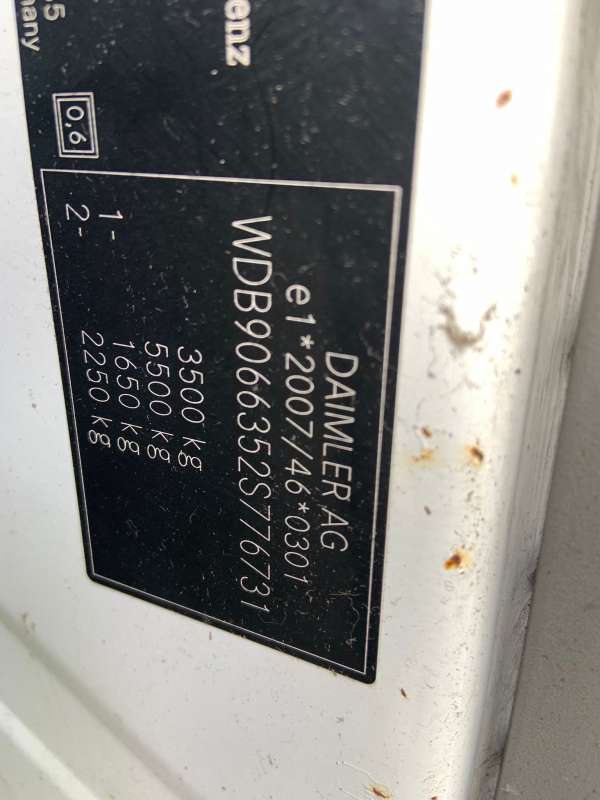 DAIMLER AG
e1*2007/46*0301
WDB9066352S776731
3500 kg
5500 kg
1- 1650 kg
2- 2250 kg
0,6